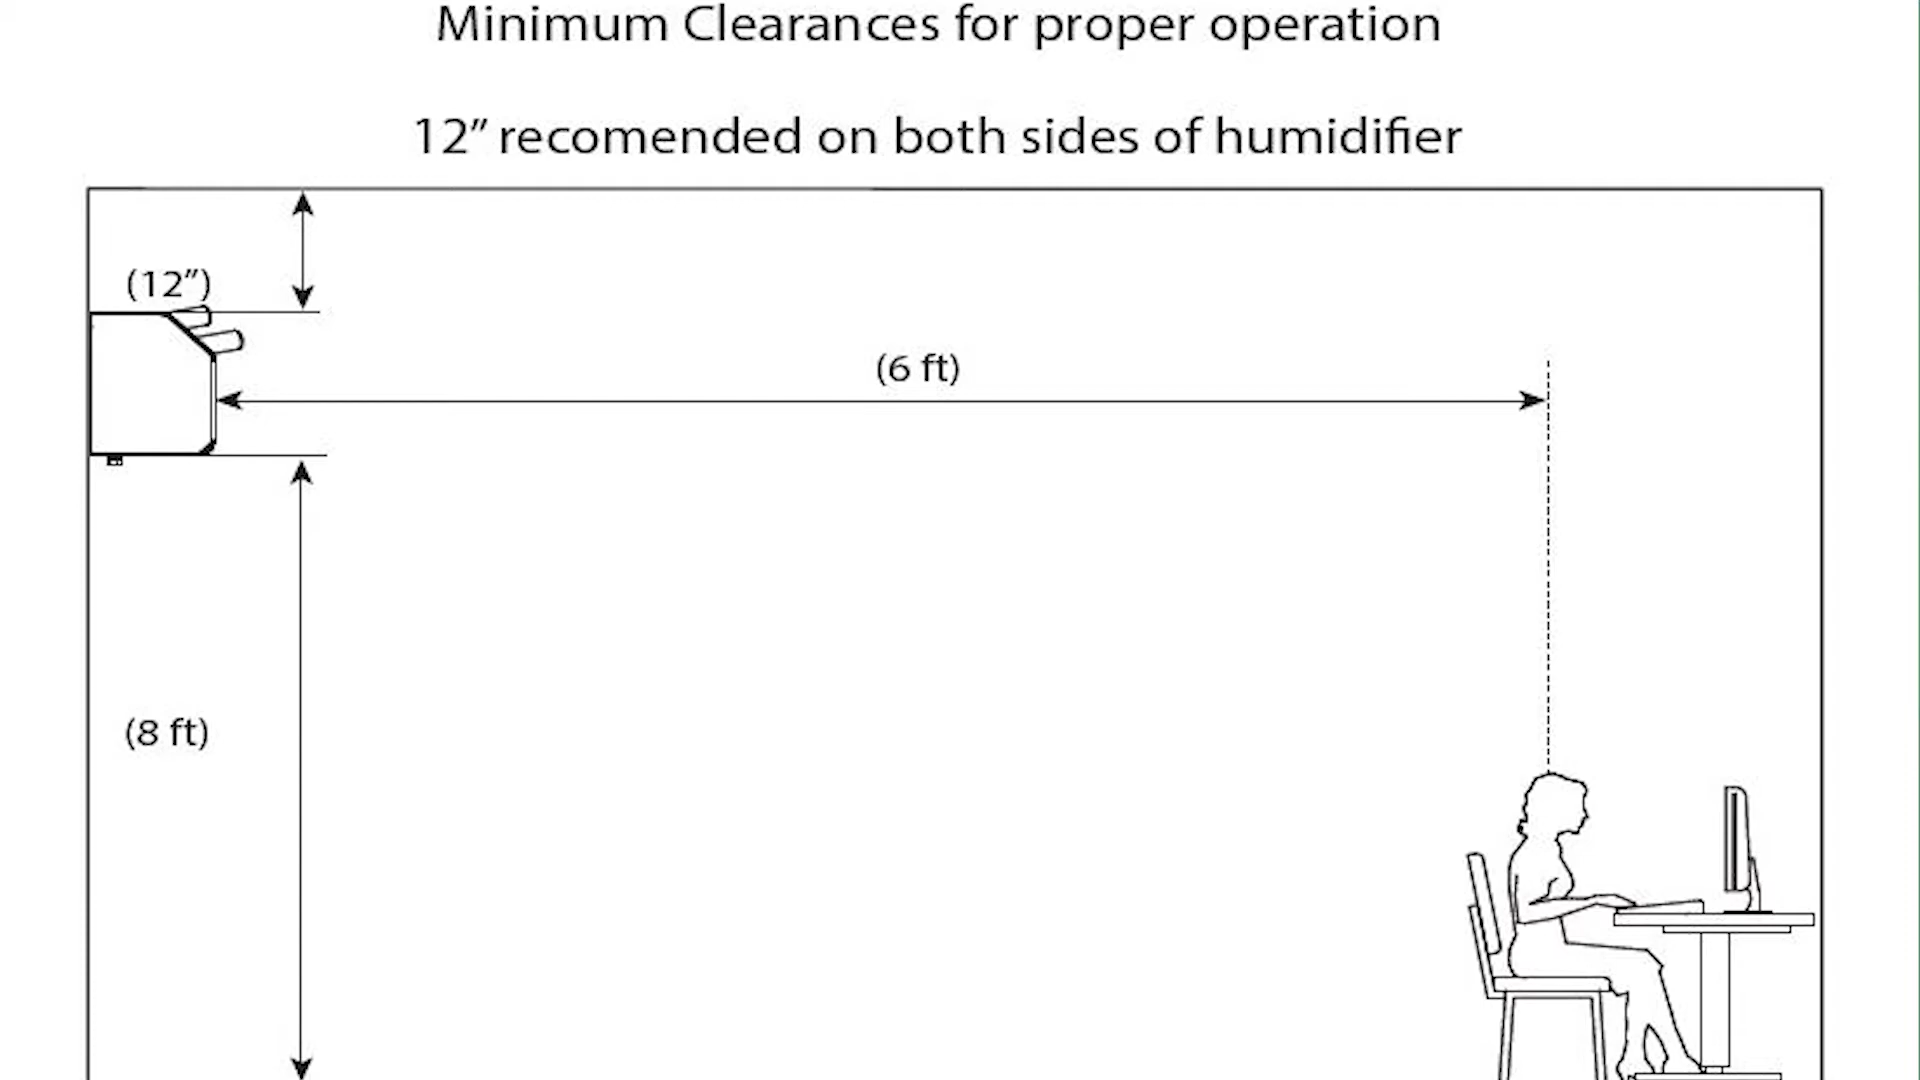 Minimum Clearances for proper operation
12” recomended on both sides of humidifier
(12”)
(6 ft)
(8 ft)